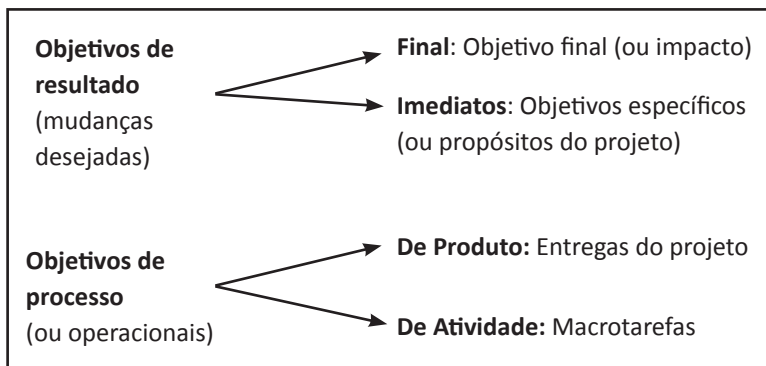 Objetivos de
resultado
(mudanças
desejadas)
Final: Objetivo final (ou impacto)
Imediatos: Objetivos específicos
(ou propósitos do projeto)
Objetivos de
processo
(ou operacionais)
De Produto: Entregas do projeto
De Atividade: Macrotarefas